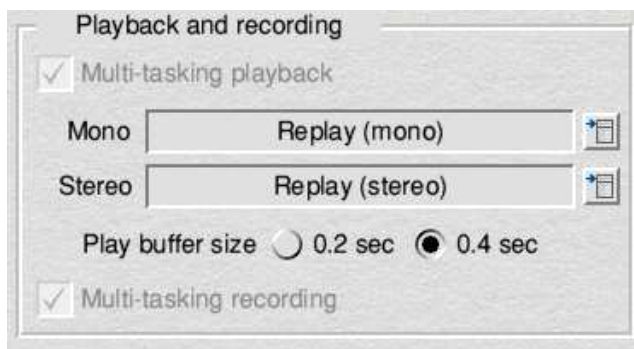 Playback and recording
Multi-tasking playback
Mono Replay (mono)
Stereo Replay (stereo)
Play buffer size 0.2 sec 0.4 sec
Multi-tasking recording